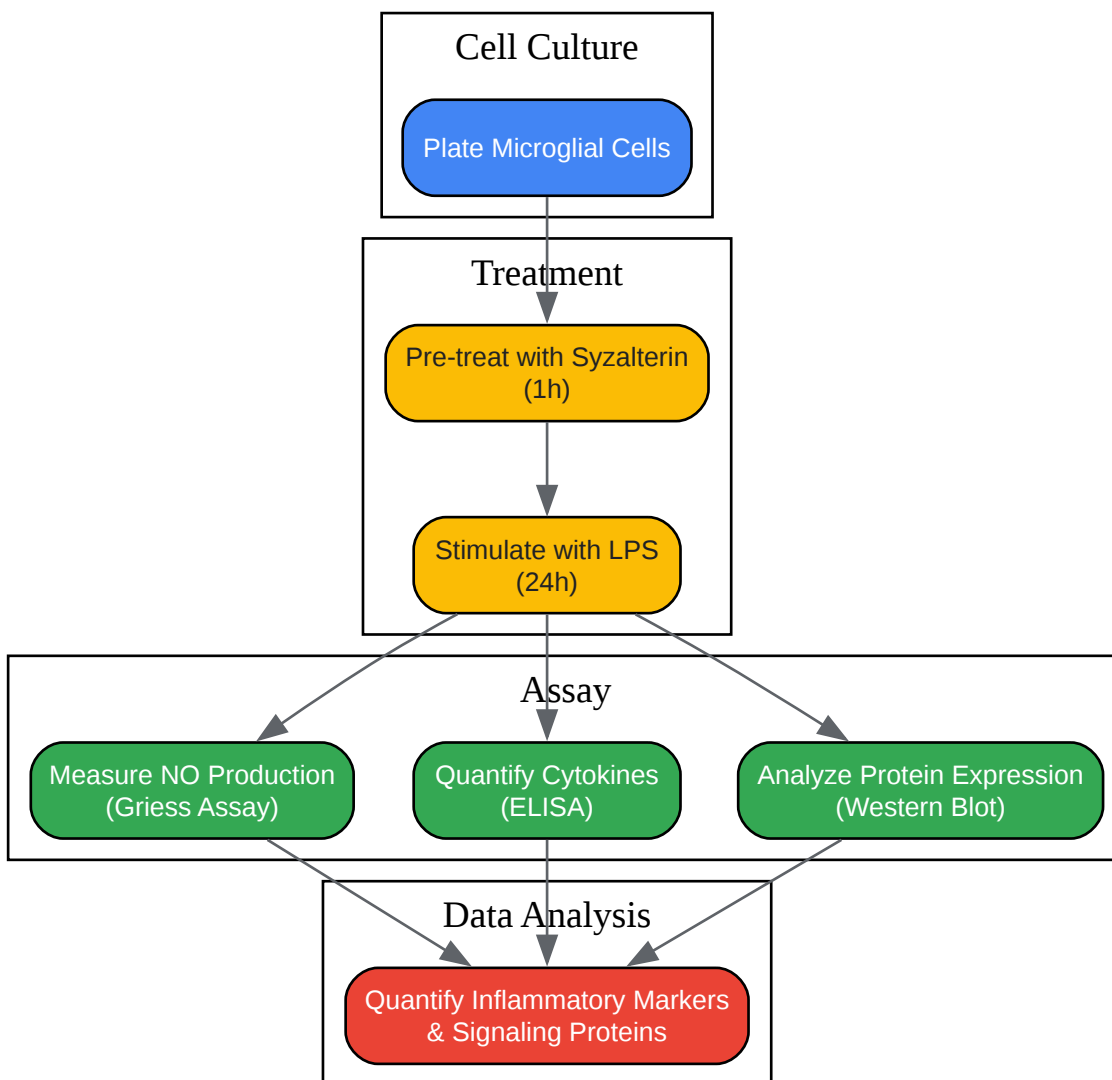 Cell Culture
Plate Microglial Cells
Treatment
Pre-treat with Syzalterin
(1h)
Stimulate with LPS
(24h)
Assay
Measure NO Production
(Griess Assay)
Quantify Cytokines
(ELISA)
Analyze Protein Expression
(Western Blot)
Data Analysis
Quantify Inflammatory Markers
& Signaling Proteins